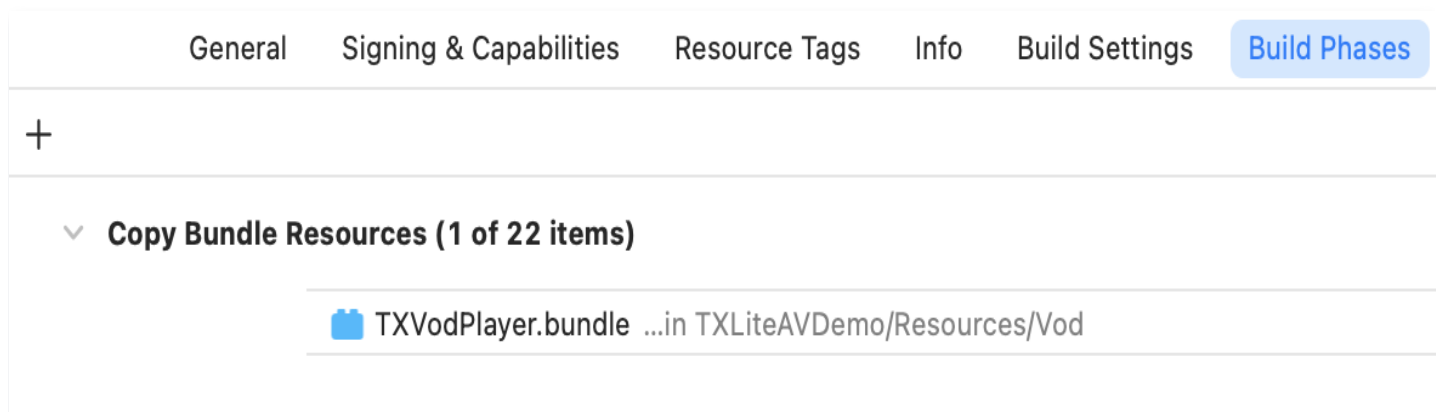 General Signing & Capabilities Resource Tags Info Build Settings Build Phases
+
Copy Bundle Resources (1 of 22 items)
TXVodPlayer.bundle ...in TXLiteAVDemo/Resources/Vod